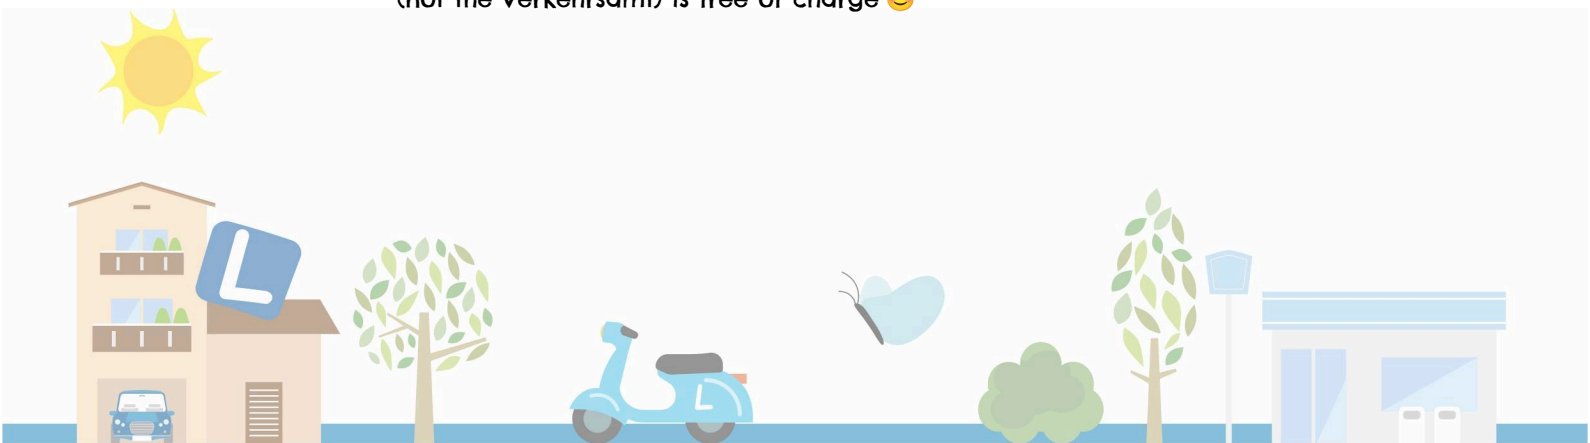 (not the Verkehrsamt) is free of charge 😊
L
L